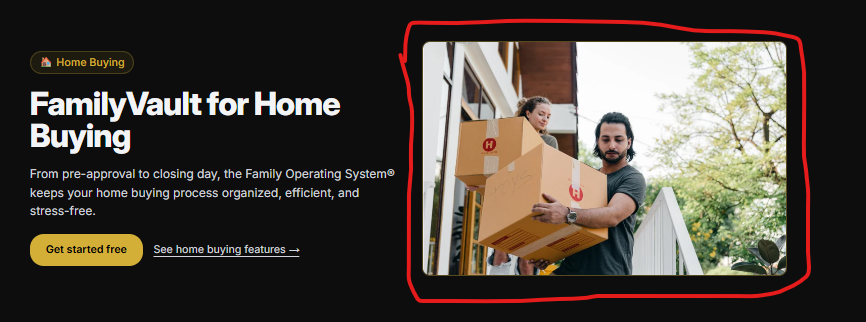 Home Buying
FamilyVault for Home
Buying
From pre-approval to closing day, the Family Operating System®
keeps your home buying process organized, efficient, and
stress-free.
Get started free
See home buying features →
H
H